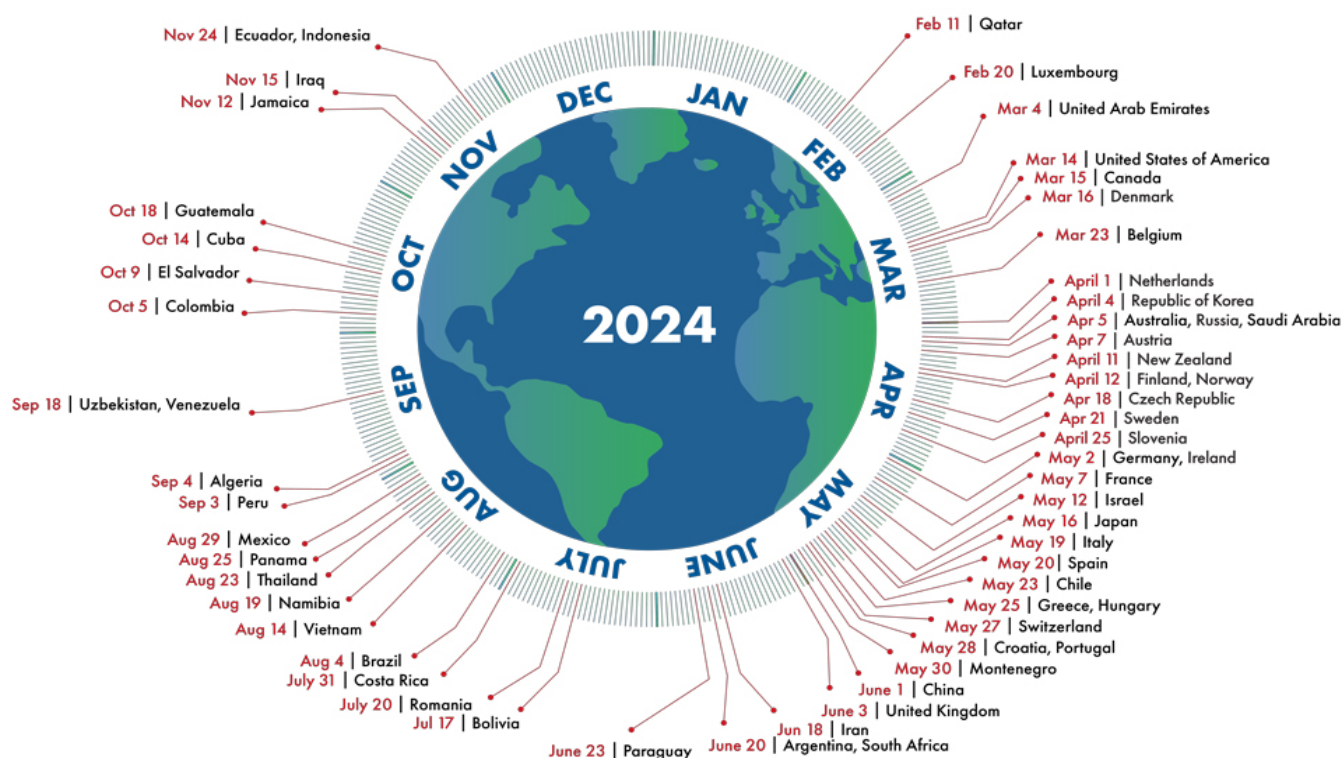 Feb 11 | Qatar
Feb 20 | Luxembourg
Mar 4 | United Arab Emirates
Mar 14 | United States of America
Mar 15 | Canada
Mar 16 | Denmark
Mar 23 | Belgium
April 1 | Netherlands
April 4 | Republic of Korea
Apr 5 | Australia, Russia, Saudi Arabia
Apr 7 | Austria
April 11 | New Zealand
April 12 | Finland, Norway
Apr 18 | Czech Republic
Apr 21 | Sweden
April 25 | Slovenia
May 2 | Germany, Ireland
May 7 | France
May 12 | Israel
May 16 | Japan
May 19 | Italy
May 20 | Spain
May 23 | Chile
May 25 | Greece, Hungary
May 27 | Switzerland
May 28 | Croatia, Portugal
May 30 | Montenegro
June 1 | China
June 3 | United Kingdom
Jun 18 | Iran
June 20 | Argentina, South Africa
June 23 | Paraguay
Jul 17 | Bolivia
July 20 | Romania
July 31 | Costa Rica
Aug 4 | Brazil
Aug 14 | Vietnam
Aug 19 | Namibia
Aug 23 | Thailand
Aug 25 | Panama
Aug 29 | Mexico
Sep 3 | Peru
Sep 4 | Algeria
Sep 18 | Uzbekistan, Venezuela
Oct 5 | Colombia
Oct 9 | El Salvador
Oct 14 | Cuba
Oct 18 | Guatemala
Nov 12 | Jamaica
Nov 15 | Iraq
Nov 24 | Ecuador, Indonesia
JAN
FEB
MAR
APR
MAY
JUNE
JULY
AUG
SEP
OCT
NOV
DEC
2024